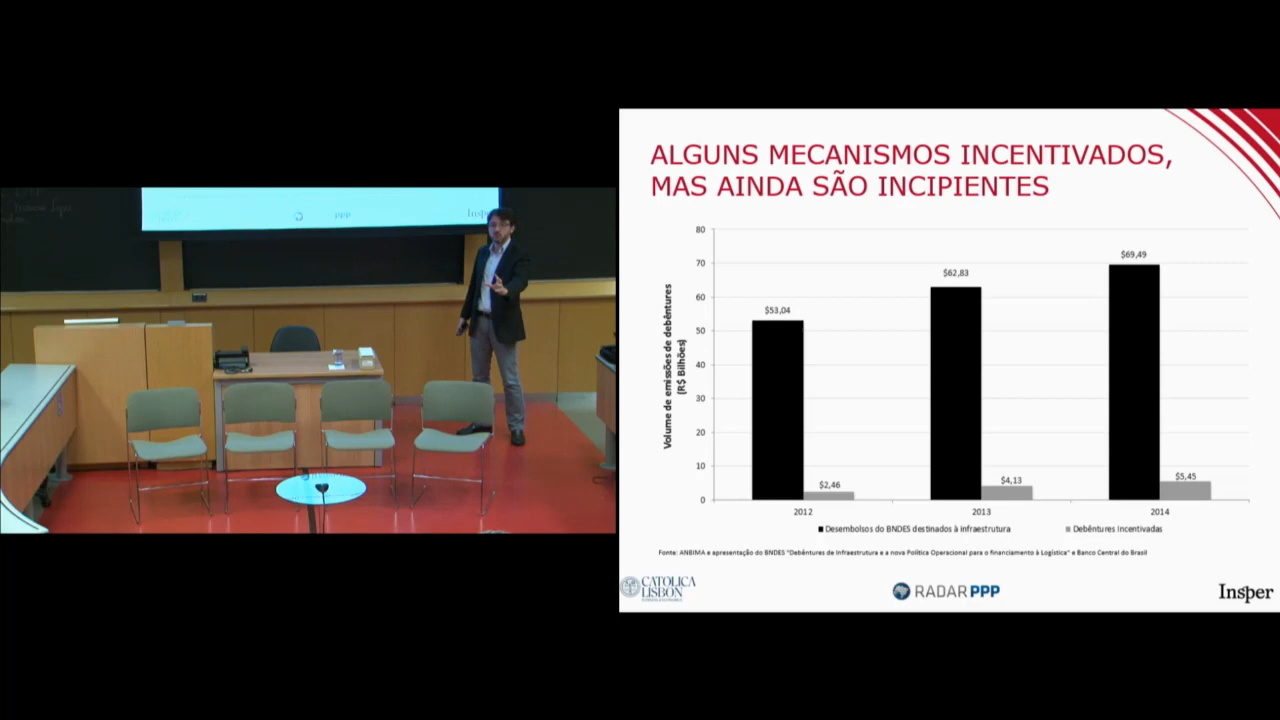 PPP
Insper
ALGUNS MECANISMOS INCENTIVADOS,
MAS AINDA SÃO INCIPIENTES
Volume de emissões de debêntures
(R$ Bilhões)
80
70
60
50
40
30
20
10
0
$53,04
$2,46
$62,83
$4,13
$69,49
$5,45
2012
2013
2014
Desembolsos do BNDES destinados à infraestrutura
Debêntures Incentivadas
Fonte: ANBIMA e apresentação do BNDES "Debêntures de Infraestrutura e a nova Política Operacional para o financiamento à Logística" e Banco Central do Brasil
CATOLICA
LISBON
RADAR PPP
Insper